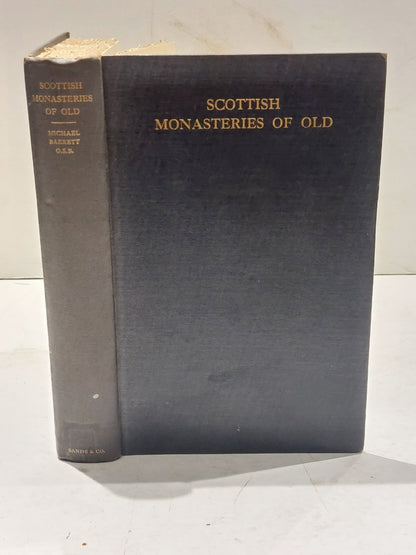 SCOTTISH
MONASTERIES
OF OLD
MICHAEL
BARRETT
O.S.B.
SANDS & CO.
SCOTTISH
MONASTERIES OF OLD